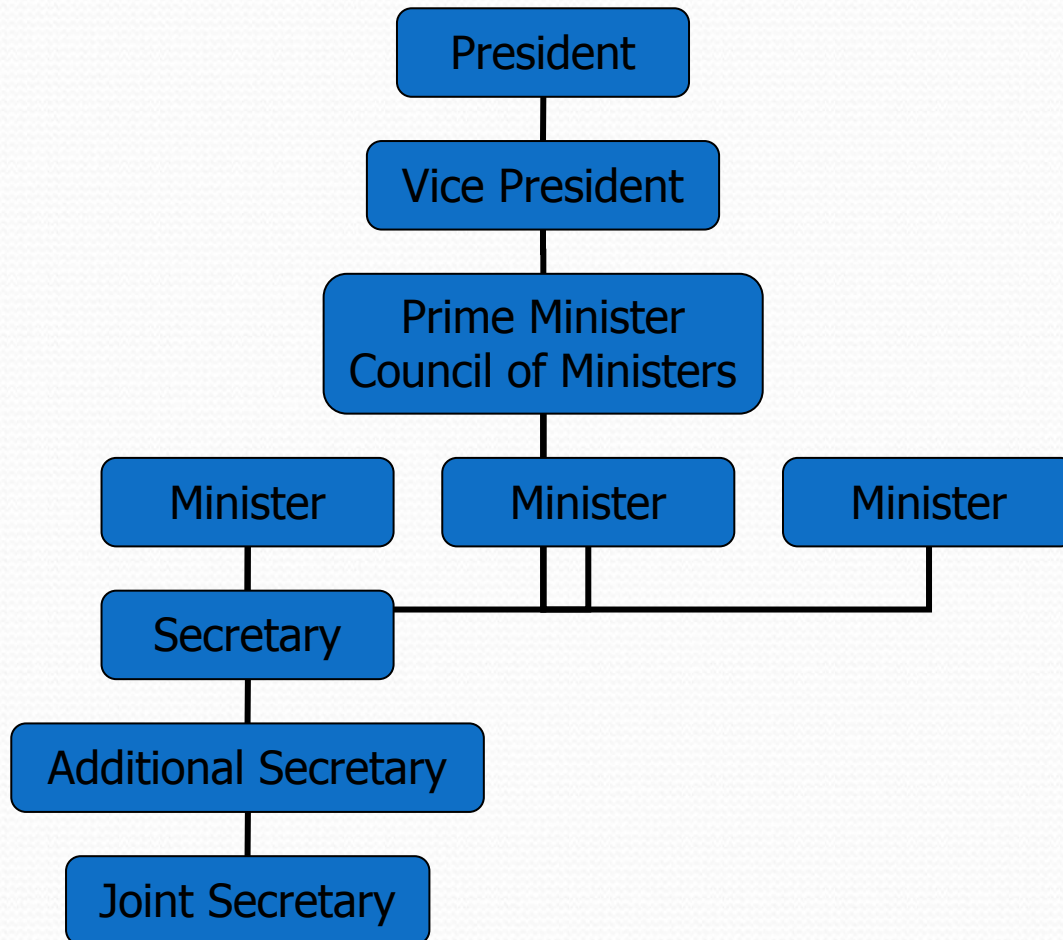 President
Vice President
Prime Minister
Council of Ministers
Minister
Minister
Minister
Secretary
Additional Secretary
Joint Secretary